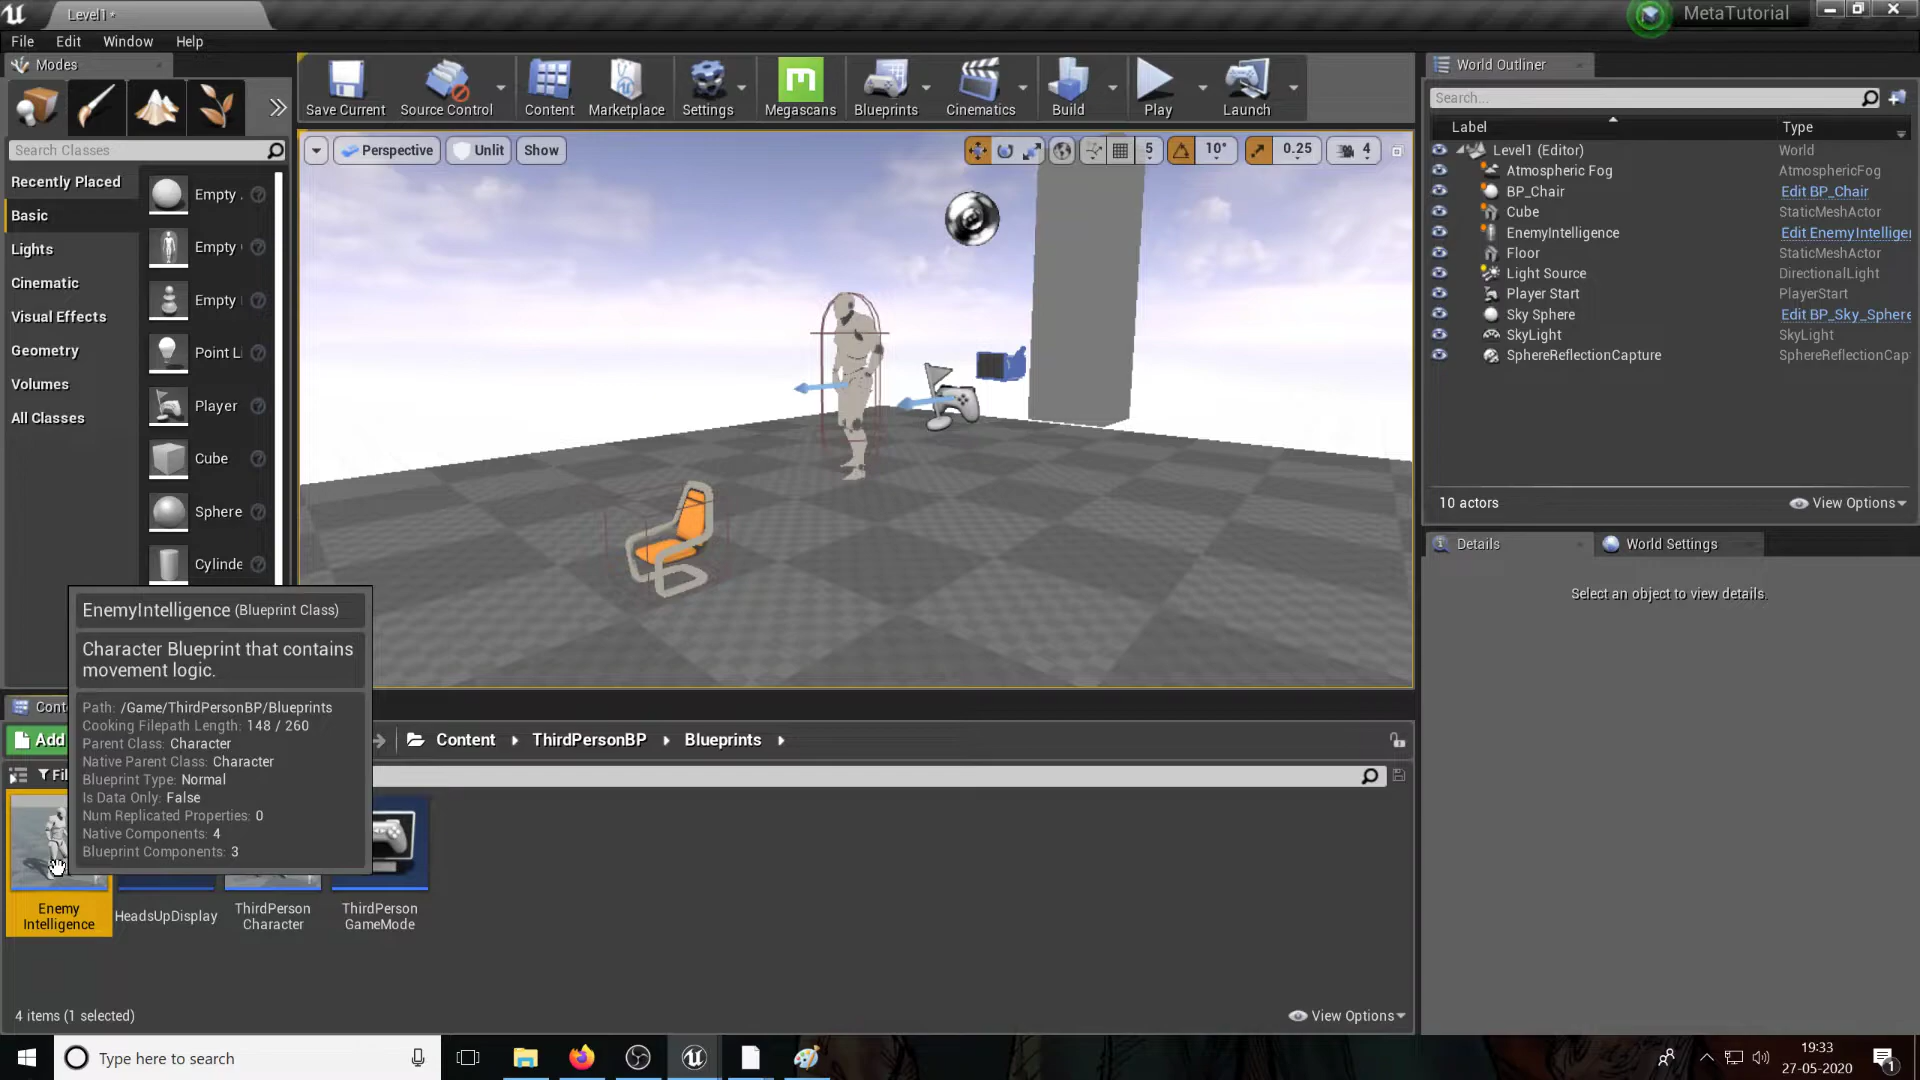 Level1*
MetaTutorial
File Edit Window Help
Modes
Save Current
Source Control
Content
Marketplace
Settings
Megascans
Blueprints
Cinematics
Build
Play
Launch
World Outliner
Search...
Label Type
Search Classes
Recently Placed
Basic
Lights
Cinematic
Visual Effects
Geometry
Volumes
All Classes
Empty
Empty
Empty
Point Li
Player
Cube
Sphere
Cylinde
Perspective
Unlit
Show
5
10°
0.25
4
Level1 (Editor) World
Atmospheric Fog AtmosphericFog
BP_Chair Edit BP_Chair
Cube StaticMeshActor
EnemyIntelligence Edit EnemyIntelliger
Floor StaticMeshActor
Light Source DirectionalLight
Player Start PlayerStart
Sky Sphere Edit BP_Sky_Sphere
SkyLight SkyLight
SphereReflectionCapture SphereReflectionCap
10 actors
View Options
Details
World Settings
Select an object to view details.
EnemyIntelligence (Blueprint Class)
Character Blueprint that contains
movement logic.
Path: /Game/ThirdPersonBP/Blueprints
Cooking Filepath Length: 148 / 260
Parent Class: Character
Native Parent Class: Character
Blueprint Type: Normal
Is Data Only: False
Num Replicated Properties: 0
Native Components: 4
Blueprint Components: 3
Conte
Add
Fil
Content
ThirdPersonBP
Blueprints
Enemy
Intelligence
HeadsUpDisplay
ThirdPerson
Character
ThirdPerson
GameMode
4 items (1 selected)
View Options
Type here to search
19:33
27-05-2020
1